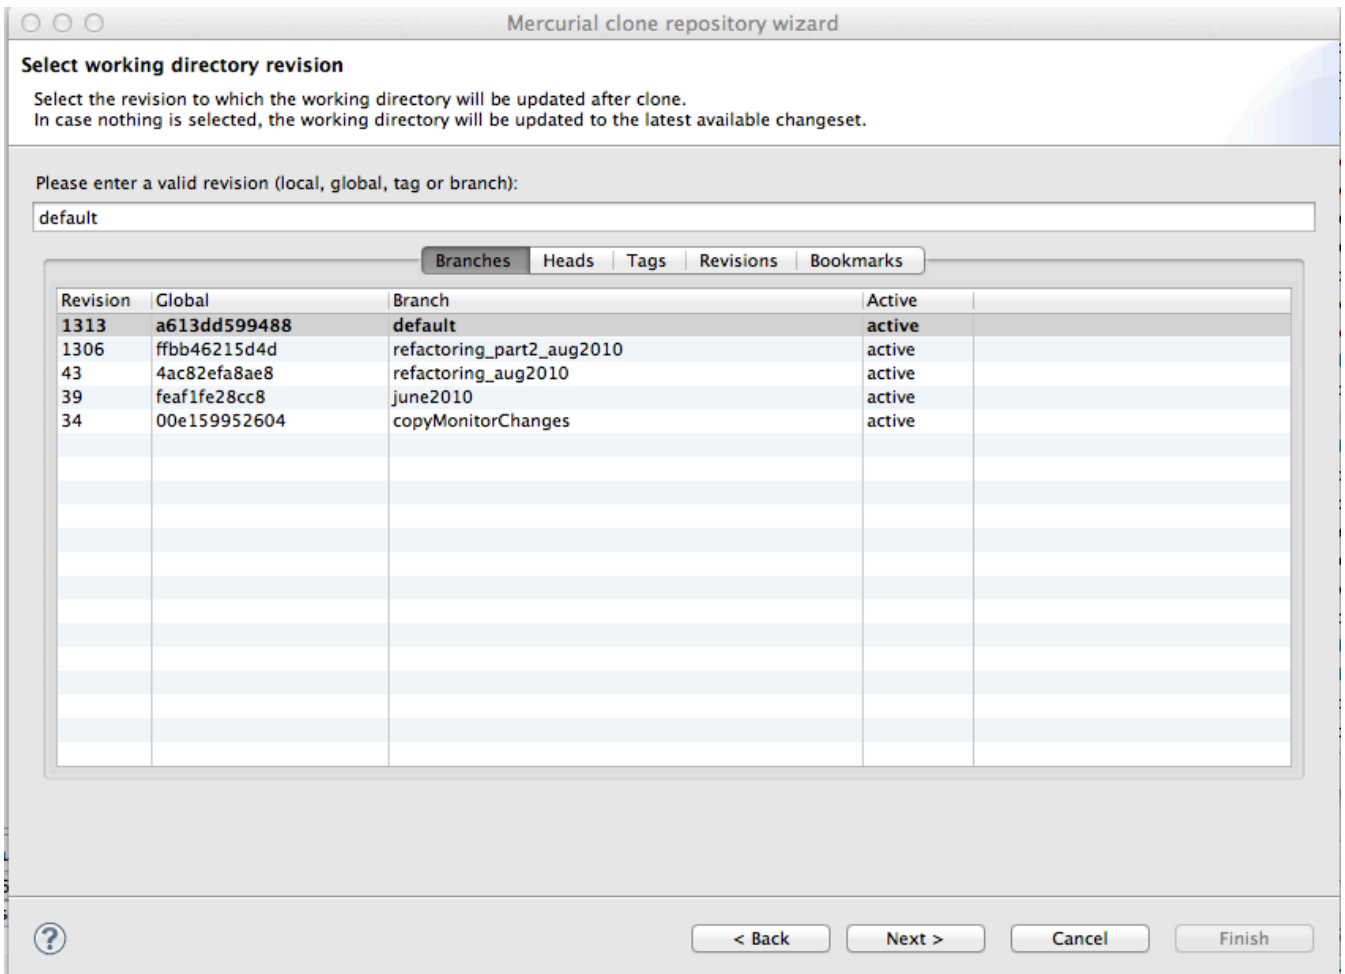 Mercurial clone repository wizard
Select working directory revision
Select the revision to which the working directory will be updated after clone.
In case nothing is selected, the working directory will be updated to the latest available changeset.
Please enter a valid revision (local, global, tag or branch):
default
Branches Heads Tags Revisions Bookmarks
Revision Global Branch Active
1313 a613dd599488 default active
1306 ffbb46215d4d refactoring_part2_aug2010 active
43 4ac82efa8ae8 refactoring_aug2010 active
39 feaf1fe28cc8 june2010 active
34 00e159952604 copyMonitorChanges active
? < Back Next > Cancel Finish